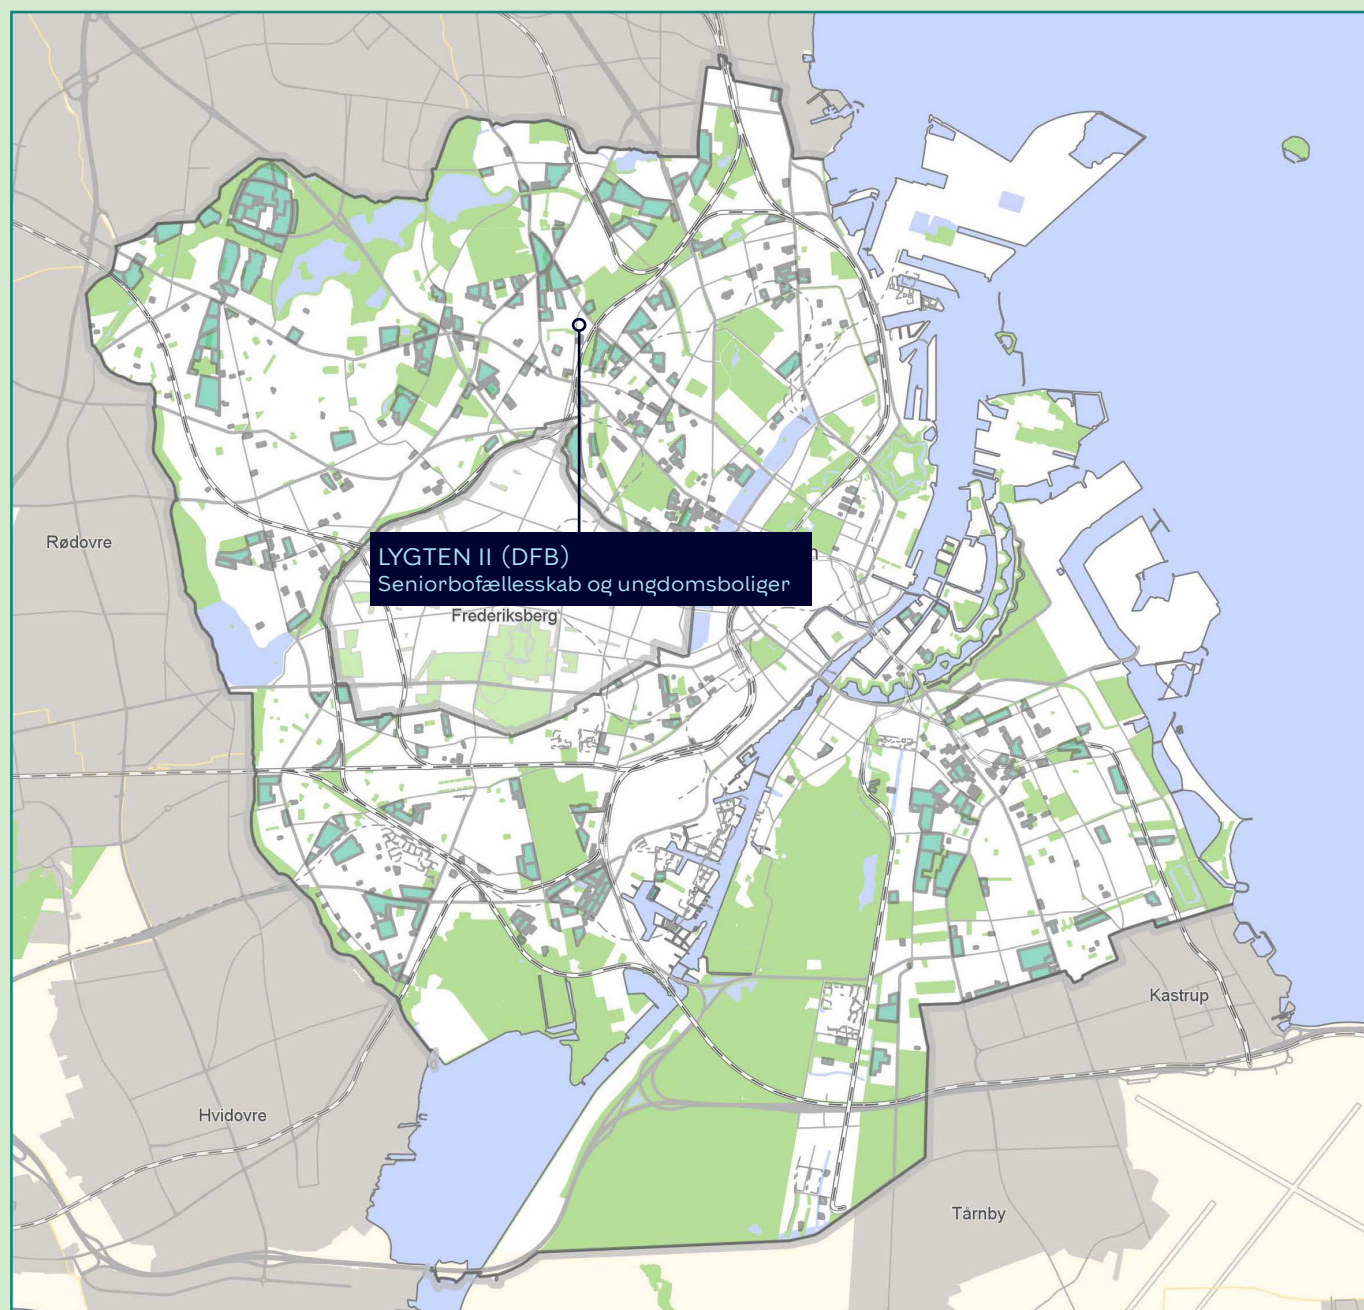 Rødovre
LYGTEN II (DFB)
Seniorbofællesskab og ungdomsboliger
Frederiksberg
Kastrup
Hvidovre
Tårnby